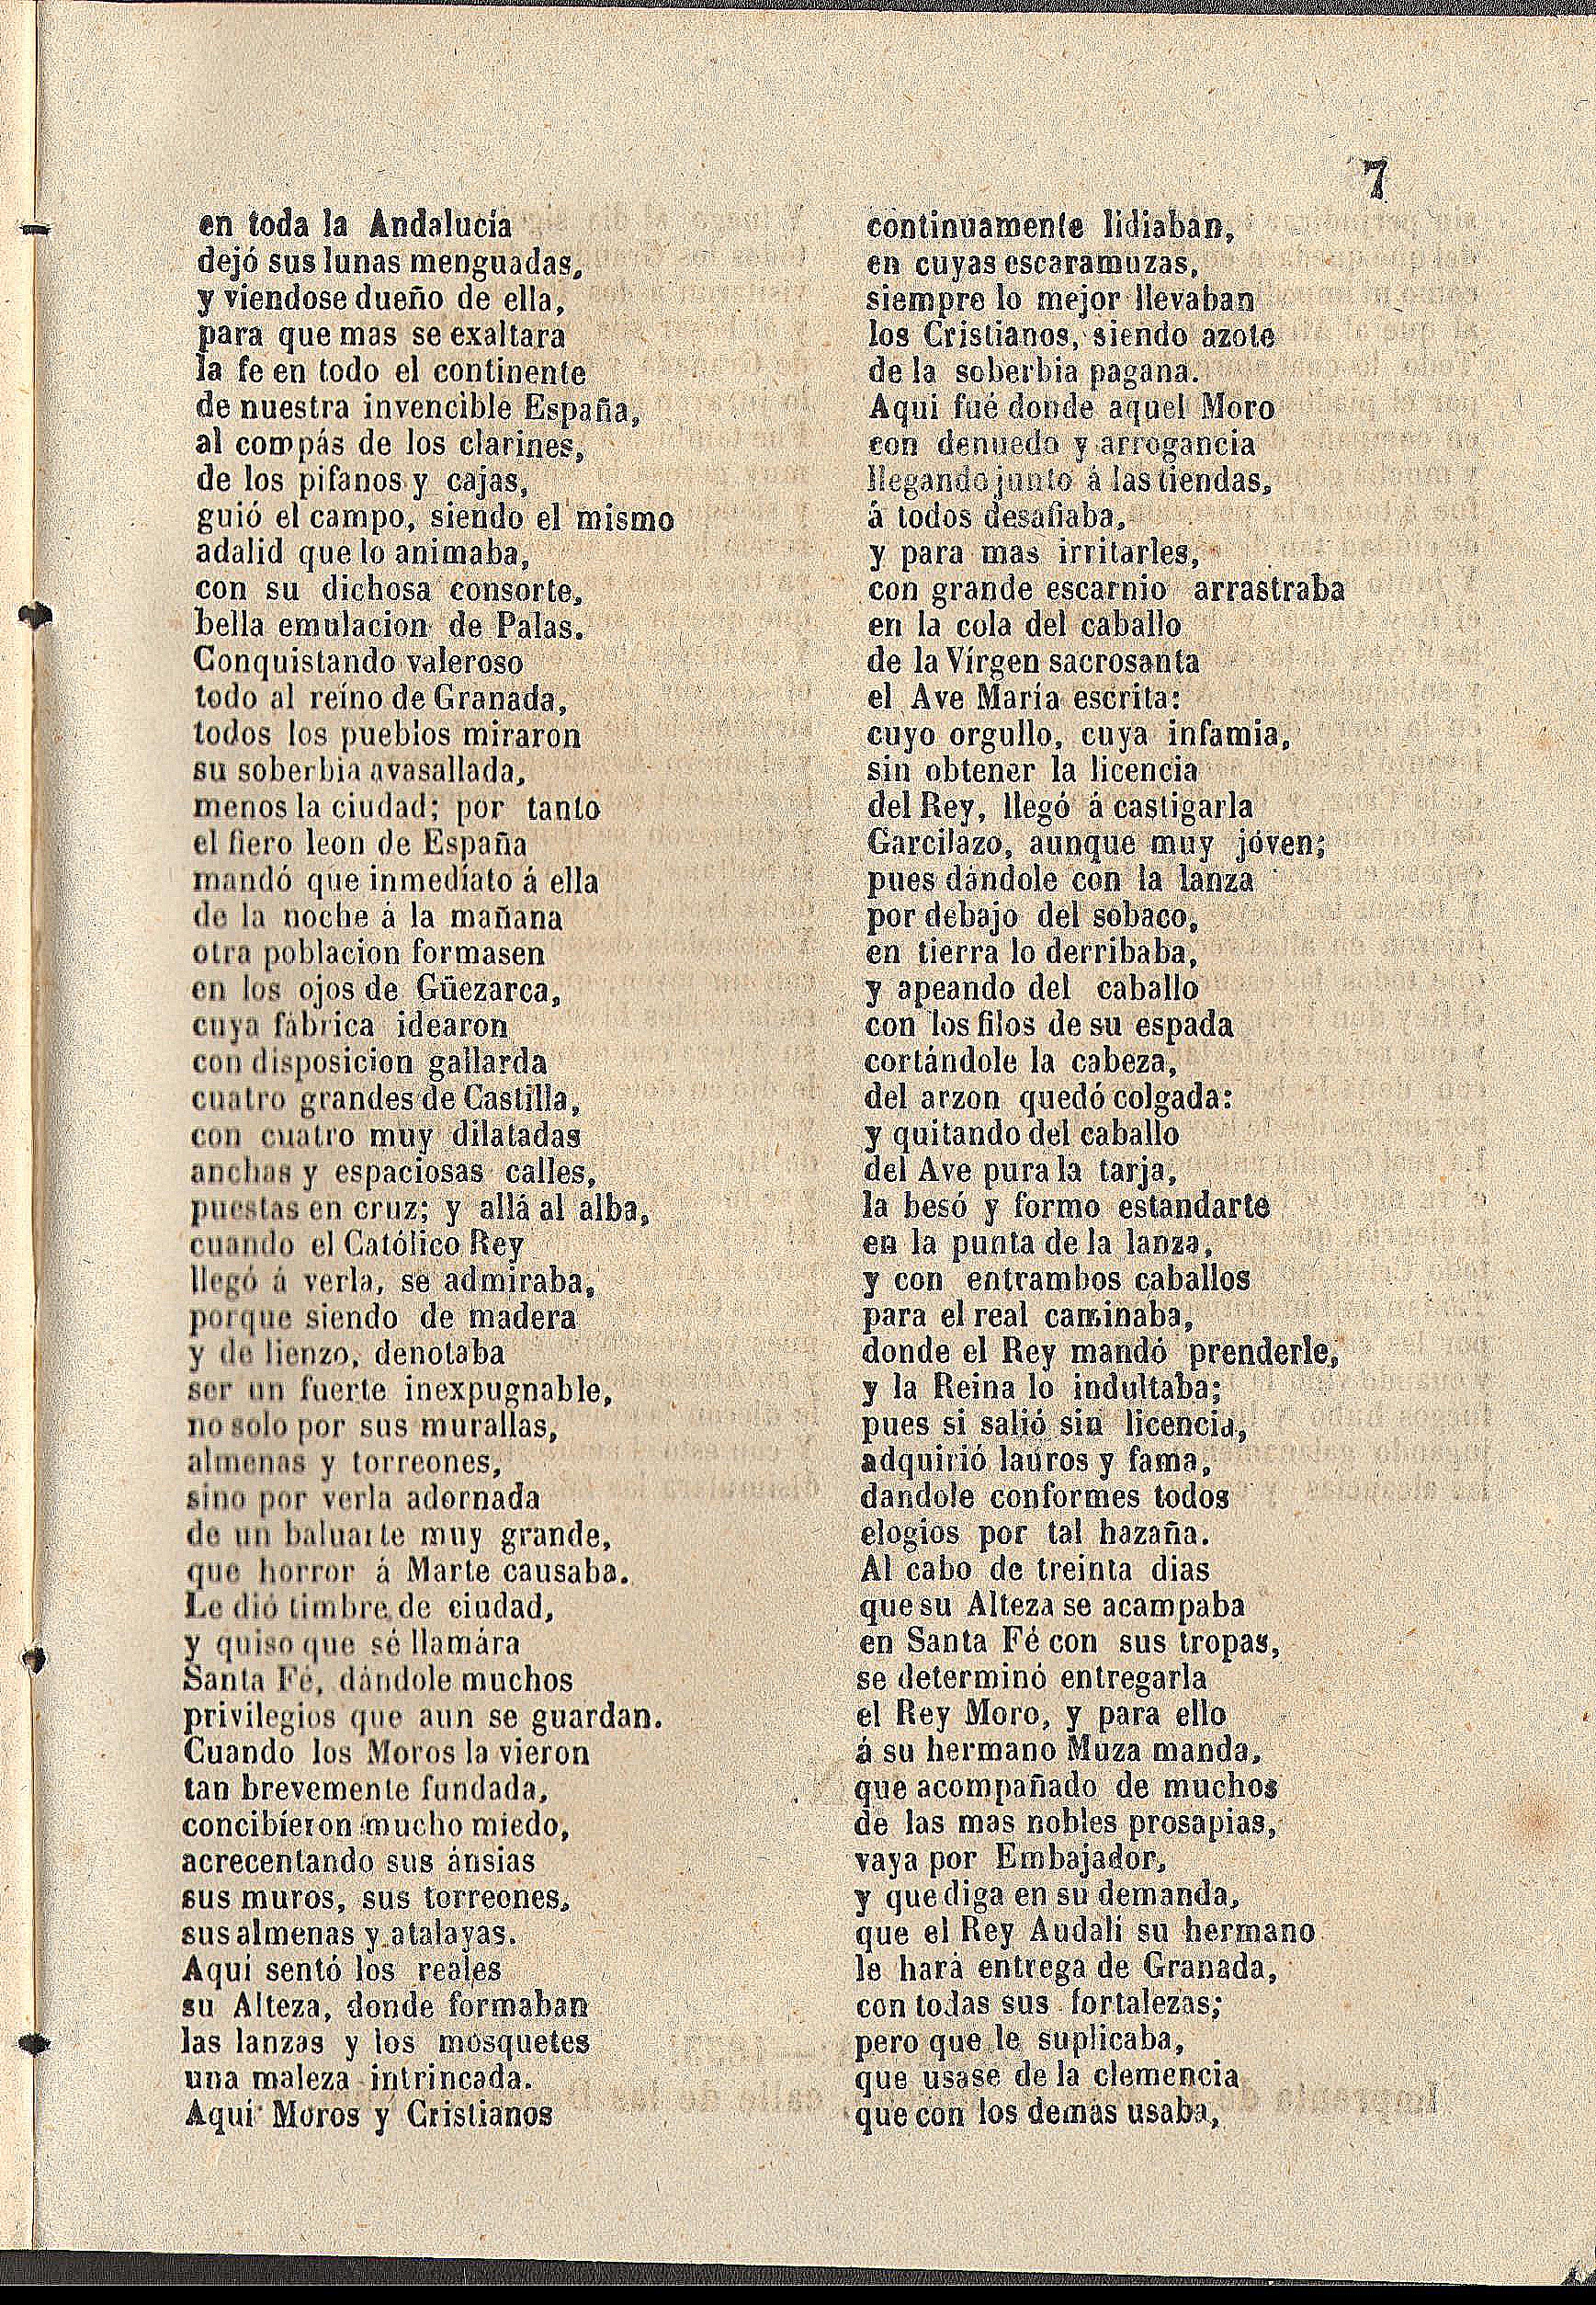 7
en toda la Andalucía
dejó sus lunas menguadas,
y viendose dueño de ella,
para que mas se exaltara
la fe en todo el continente
de nuestra invencible España,
al compás de los clarines,
de los pifanos y cajas,
guió el campo, siendo el mismo
adalid que lo animaba,
con su dichosa consorte,
bella emulacion de Palas.
Conquistando valeroso
todo al reíno de Granada,
todos los pueblos miraron
su soberbia avasallada,
menos la ciudad; por tanto
el fiero leon de España
mandó que inmediato á ella
de la noche á la mañana
otra poblacion formasen
en los ojos de Güezarca,
cuya fábrica idearon
con disposicion gallarda
cuatro grandes de Castilla,
con cuatro muy dilatadas
anchas y espaciosas calles,
puestas en cruz; y allá al alba,
cuando el Católico Rey
llegó á verla, se admiraba,
porque siendo de madera
y de lienzo, denotaba
ser un fuerte inexpugnable,
no solo por sus murallas,
almenas y torreones,
sino por verla adornada
de un baluarte muy grande,
que horror á Marte causaba.
Le dió timbre de ciudad,
y quiso que sé llamára
Santa Fé, dándole muchos
privilegios que aun se guardan.
Cuando los Moros la vieron
tan brevemente fundada,
concibieron mucho miedo,
acrecentando sus ánsias
sus muros, sus torreones,
sus almenas y atalayas.
Aqui sentó los reales
su Alteza, donde formaban
las lanzas y los mosquetes
una maleza intrincada.
Aqui Moros y Cristianos
continuamente lidiaban,
en cuyas escaramuzas,
siempre lo mejor llevaban
los Cristianos, siendo azote
de la soberbia pagana.
Aqui fué donde aquel Moro
con denuedo y arrogancia
llegando junto á las tiendas,
á todos desafiaba,
y para mas irritarles,
con grande escarnio arrastraba
en la cola del caballo
de la Vírgen sacrosanta
el Ave María escrita:
cuyo orgullo, cuya infamia,
sin obtener la licencia
del Rey, llegó á castigarla
Garcilazo, aunque muy jóven;
pues dándole con la lanza
por debajo del sobaco,
en tierra lo derribaba,
y apeando del caballo
con los filos de su espada
cortándole la cabeza,
del arzon quedó colgada:
y quitando del caballo
del Ave pura la tarja,
la besó y formo estandarte
en la punta de la lanza,
y con entrambos caballos
para el real caminaba,
donde el Rey mandó prenderle,
y la Reina lo indultaba;
pues si salió sin licencia,
adquirió lauros y fama,
dandole conformes todos
elogios por tal hazaña.
Al cabo de treinta dias
que su Alteza se acampaba
en Santa Fé con sus tropas,
se determinó entregarla
el Rey Moro, y para ello
á su hermano Muza manda,
que acompañado de muchos
de las mas nobles prosapias,
vaya por Embajador,
y que diga en su demanda,
que el Rey Audalí su hermano
le hará entrega de Granada,
con todas sus fortalezas;
pero que le suplicaba,
que usase de la clemencia
que con los demás usaba,